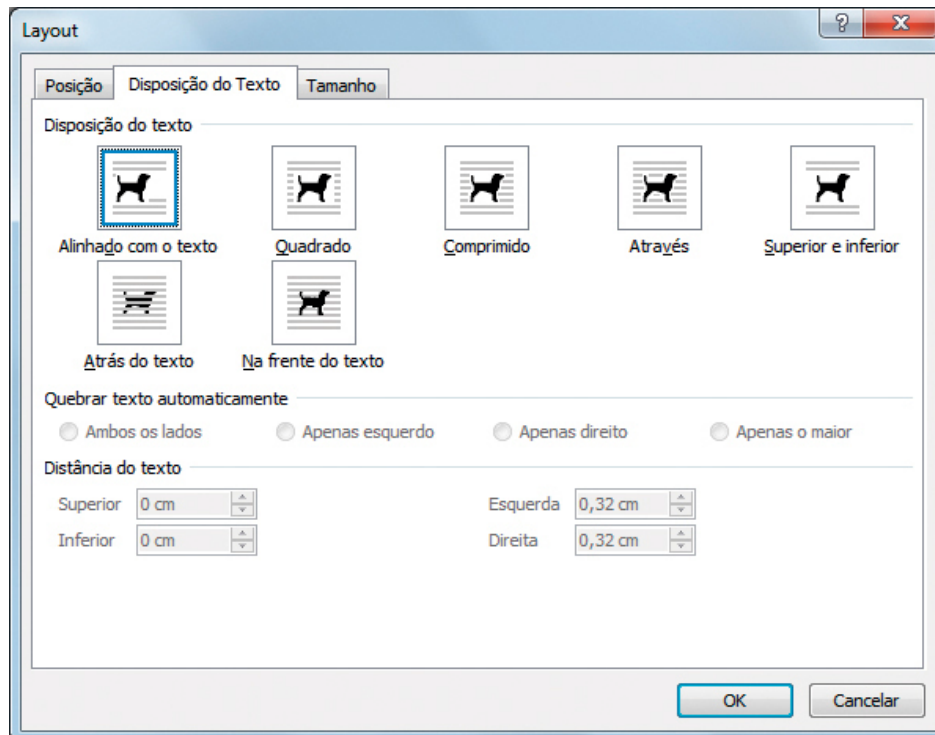 Layout
Posição Disposição do Texto Tamanho
Disposição do texto
Alinhado com o texto Quadrado Comprimido Através Superior e inferior
Atrás do texto Na frente do texto
Quebrar texto automaticamente
Ambos os lados Apenas esquerdo Apenas direito Apenas o maior
Distância do texto
Superior 0 cm Esquerda 0,32 cm
Inferior 0 cm Direita 0,32 cm
OK Cancelar